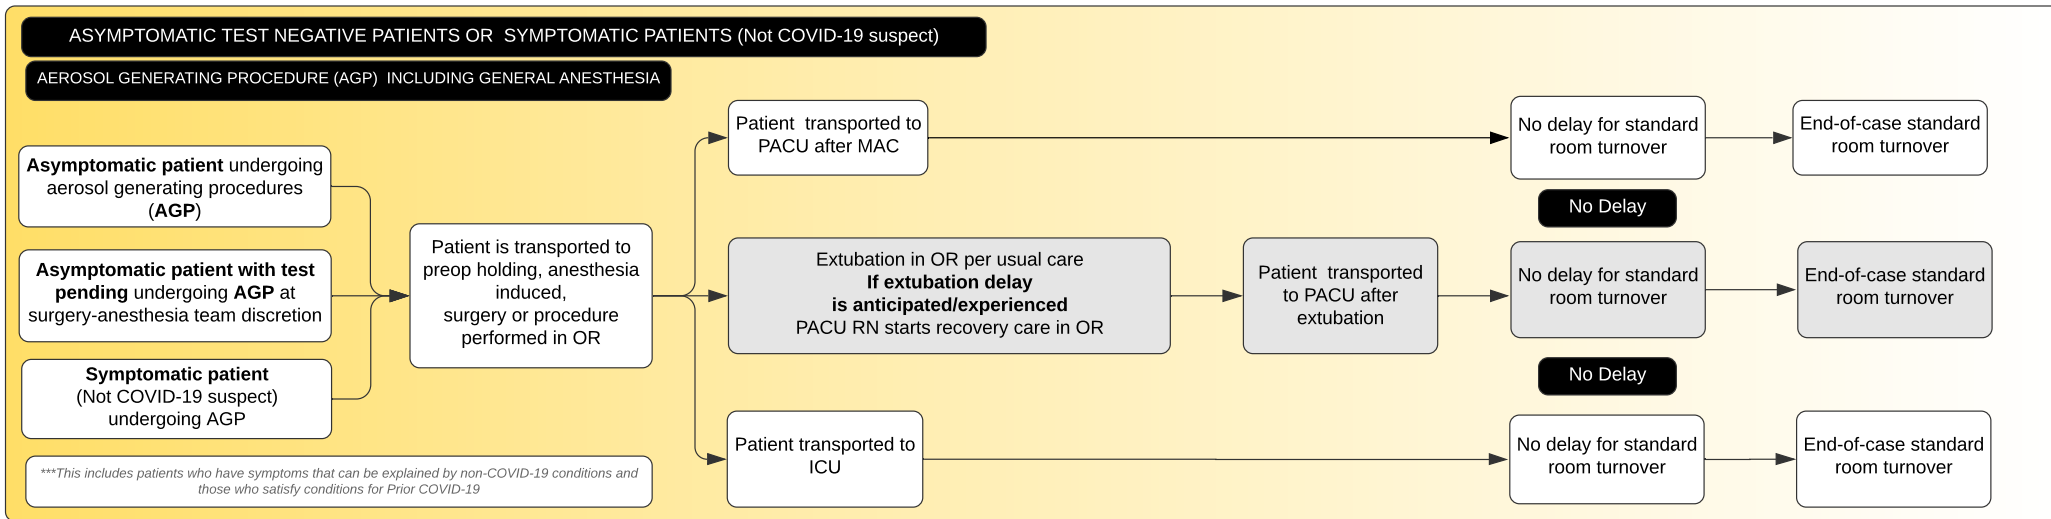 ASYMPTOMATIC TEST NEGATIVE PATIENTS OR SYMPTOMATIC PATIENTS (Not COVID-19 suspect)
AEROSOL GENERATING PROCEDURE (AGP) INCLUDING GENERAL ANESTHESIA
Asymptomatic patient undergoing
aerosol generating procedures
(AGP)
Asymptomatic patient with test
pending undergoing AGP at
surgery-anesthesia team discretion
Symptomatic patient
(Not COVID-19 suspect)
undergoing AGP
***This includes patients who have symptoms that can be explained by non-COVID-19 conditions and
those who satisfy conditions for Prior COVID-19
Patient is transported to
preop holding, anesthesia
induced,
surgery or procedure
performed in OR
Patient transported to
PACU after MAC
No delay for standard
room turnover
End-of-case standard
room turnover
No Delay
Extubation in OR per usual care
If extubation delay
is anticipated/experienced
PACU RN starts recovery care in OR
Patient transported
to PACU after
extubation
No delay for standard
room turnover
End-of-case standard
room turnover
No Delay
Patient transported to
ICU
No delay for standard
room turnover
End-of-case standard
room turnover